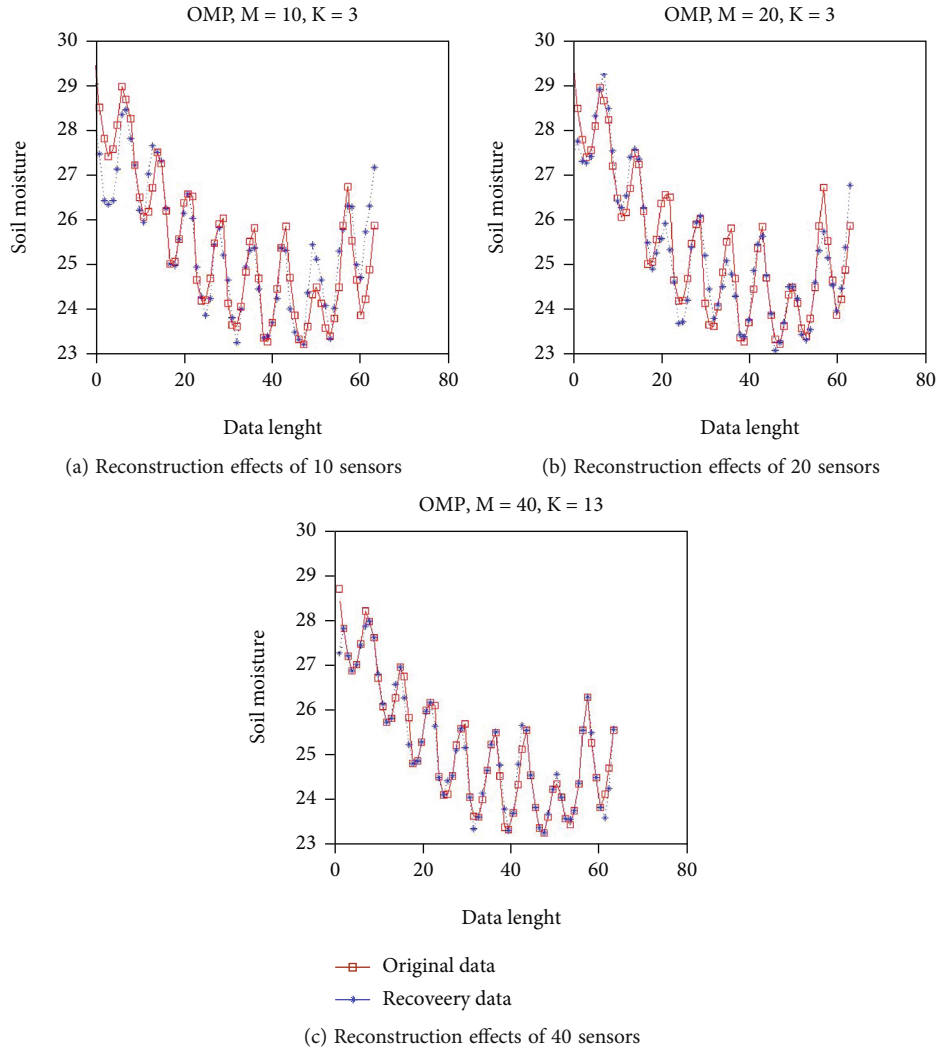 OMP, M = 10, K = 3
30
29
28
27
26
25
24
23
Soil moisture
0 20 40 60 80
Data lenght
(a) Reconstruction effects of 10 sensors
OMP, M = 20, K = 3
30
29
28
27
26
25
24
23
Soil moisture
0 20 40 60 80
Data lenght
(b) Reconstruction effects of 20 sensors
OMP, M = 40, K = 13
30
29
28
27
26
25
24
23
Soil moisture
0 20 40 60 80
Data lenght
Original data
Recoveery data
(c) Reconstruction effects of 40 sensors